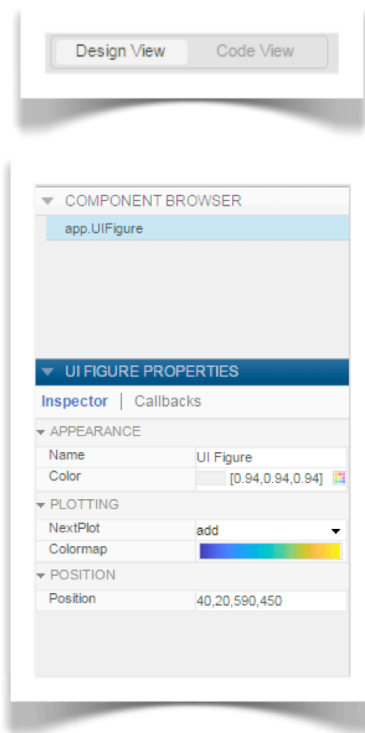 Design View Code View
COMPONENT BROWSER
app.UIFigure
UI FIGURE PROPERTIES
Inspector | Callbacks
APPEARANCE
Name UI Figure
Color [0.94,0.94,0.94]
PLOTTING
NextPlot add
Colormap
POSITION
Position 40,20,590,450